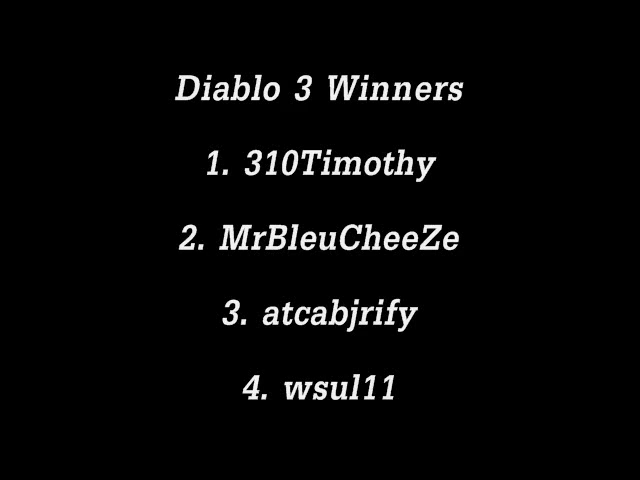 Diablo 3 Winners
1. 310Timothy
2. MrBleuCheeZe
3. atcabjrify
4. wsul11